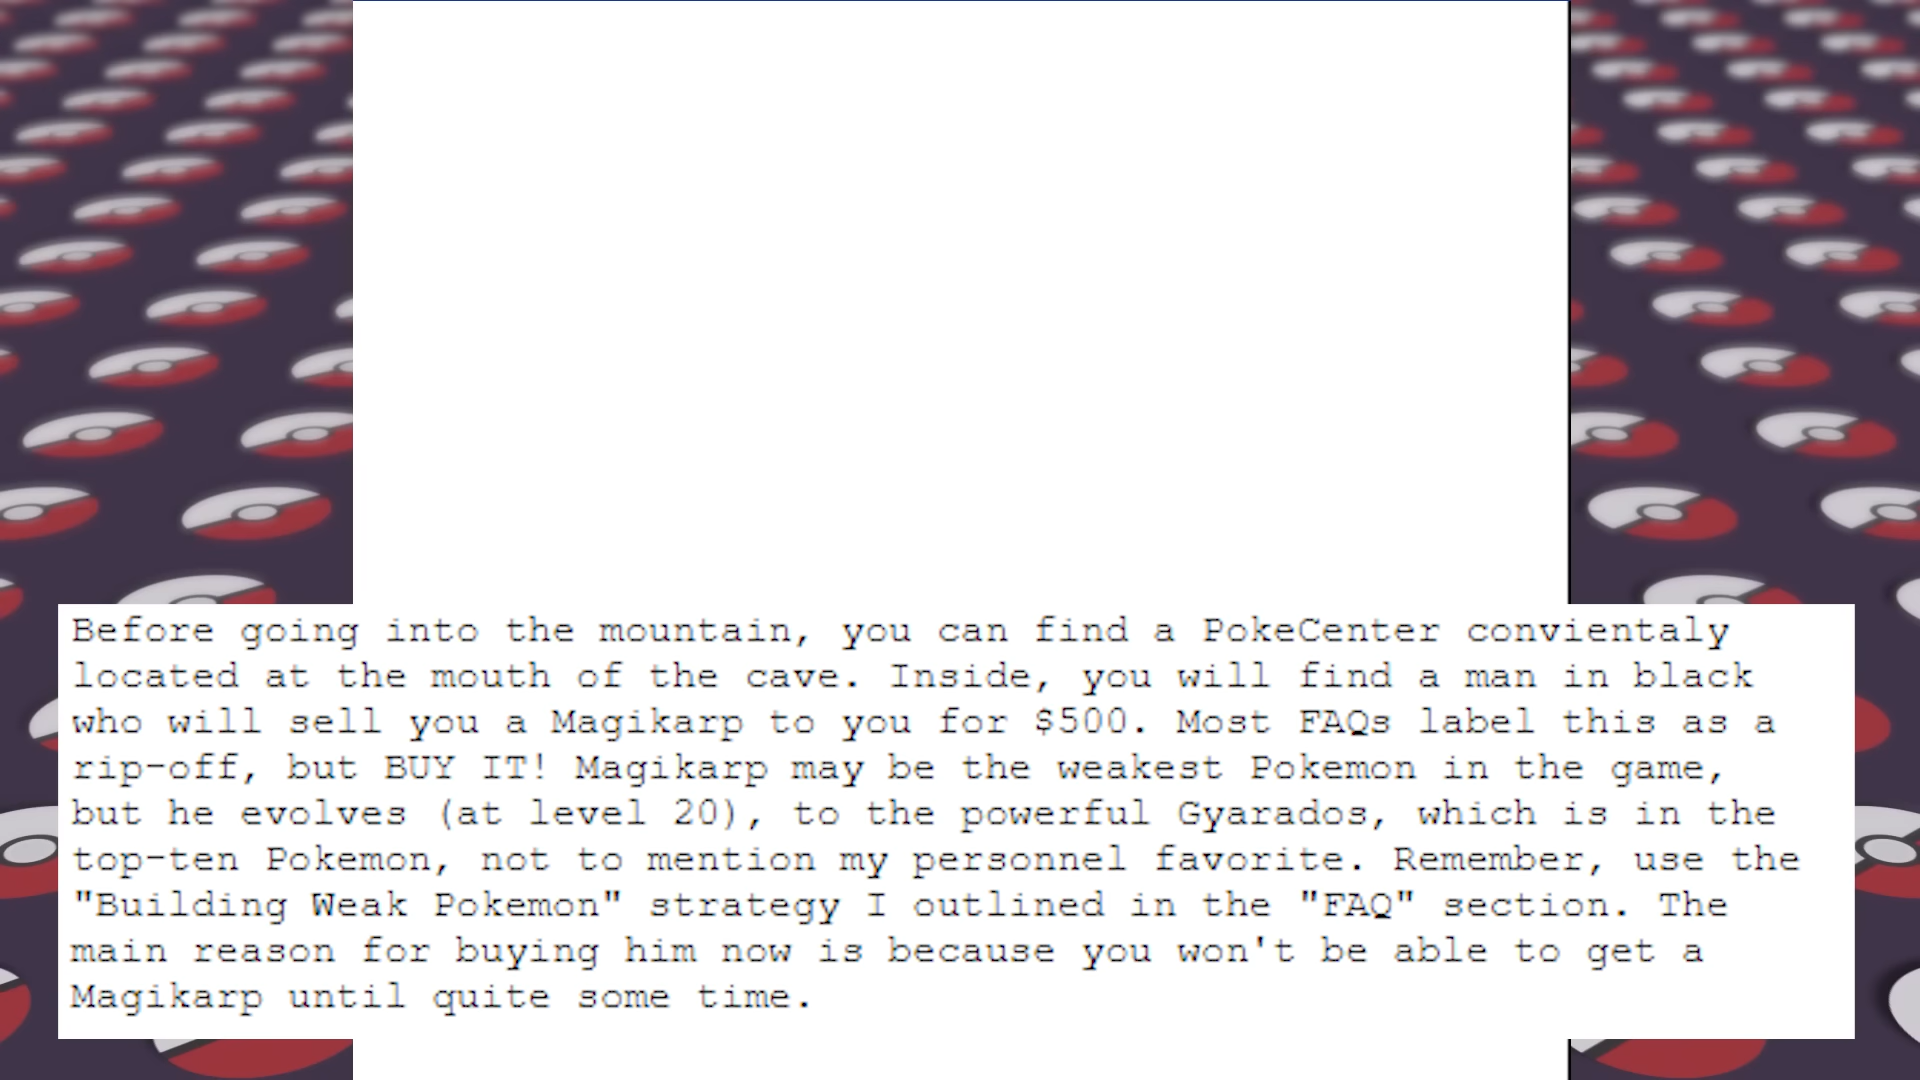 Before going into the mountain, you can find a PokeCenter convientaly
located at the mouth of the cave. Inside, you will find a man in black
who will sell you a Magikarp to you for $500. Most FAQs label this as a
rip-off, but BUY IT! Magikarp may be the weakest Pokemon in the game,
but he evolves (at level 20), to the powerful Gyarados, which is in the
top-ten Pokemon, not to mention my personnel favorite. Remember, use the
"Building Weak Pokemon" strategy I outlined in the "FAQ" section. The
main reason for buying him now is because you won't be able to get a
Magikarp until quite some time.